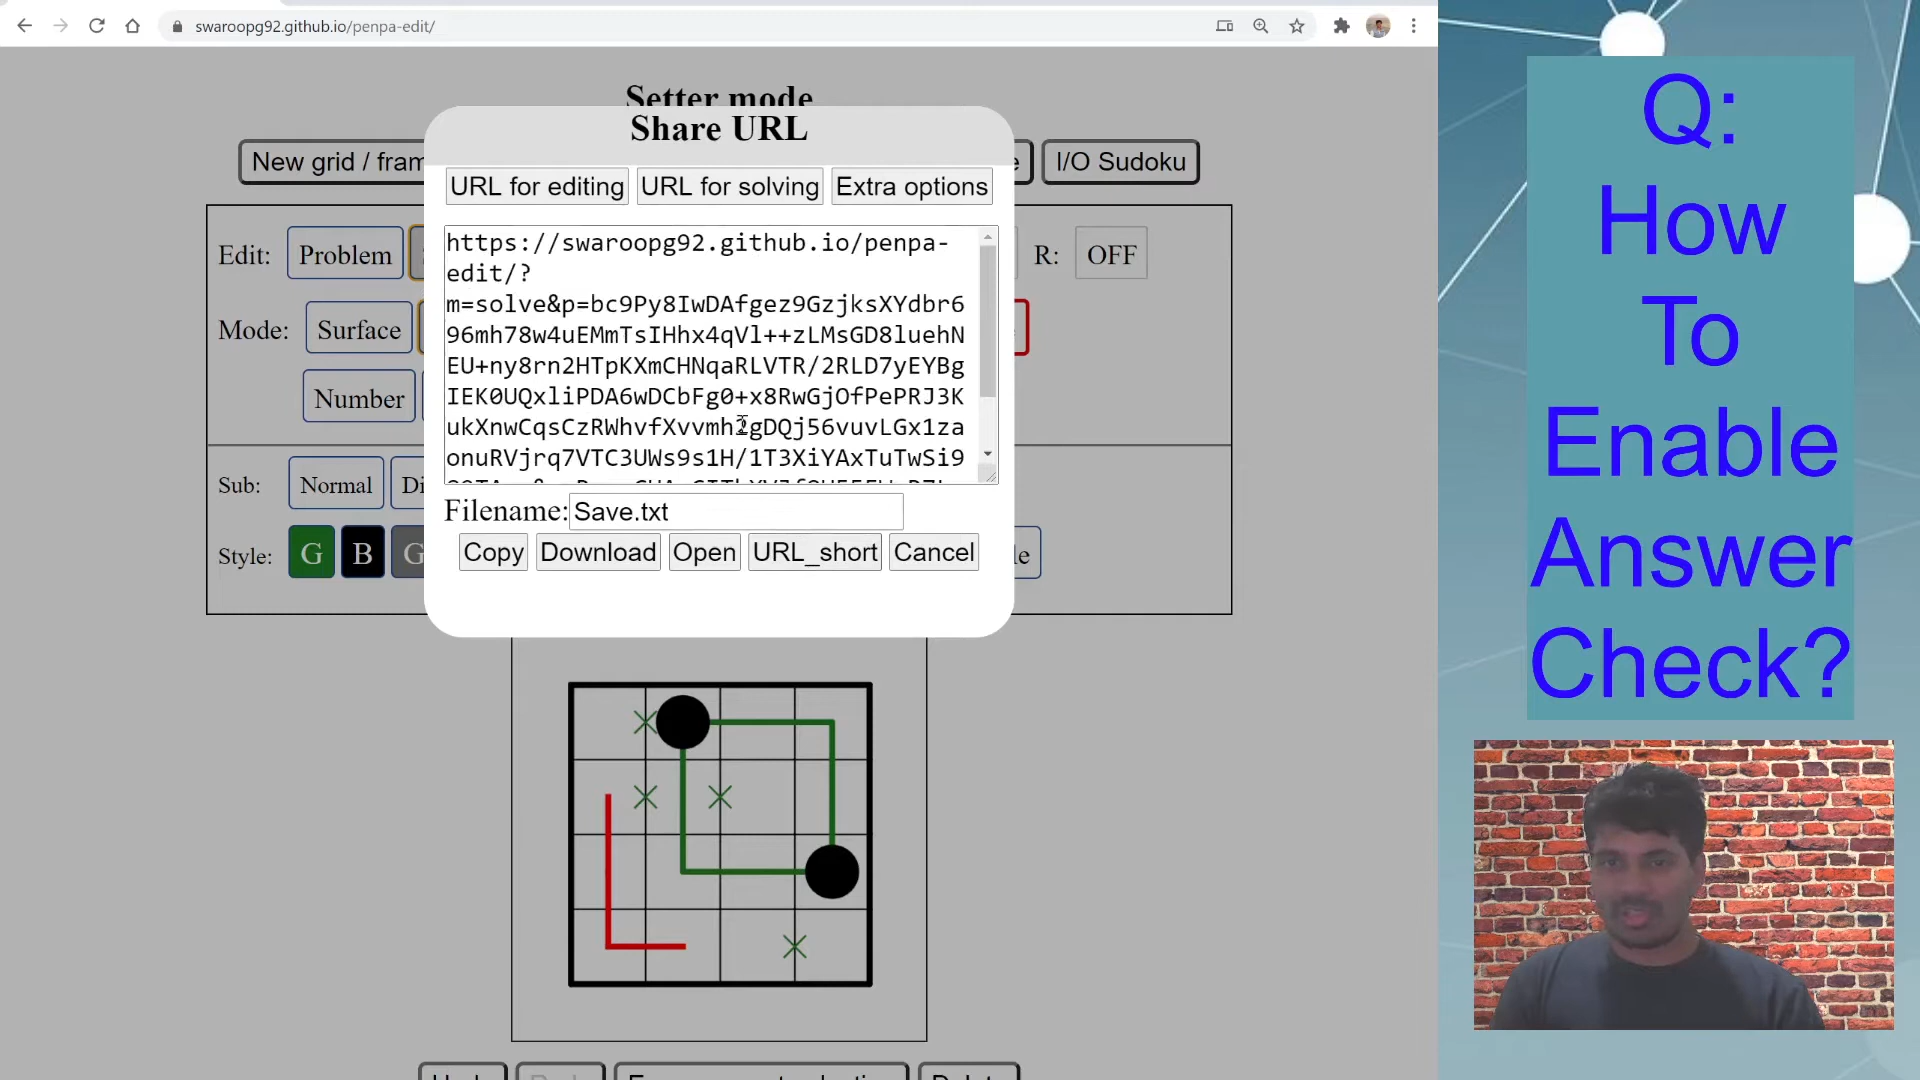 swaroopg92.github.io/penpa-edit/
Setter mode
Share URL
New grid / fram
I/O Sudoku
URL for editing URL for solving Extra options
https://swaroopg92.github.io/penpa-
edit/?
m=solve&p=bc9Py8IwDAfgez9GzjksXYdbr6
96mh78w4uEMmTsIHhx4qVl++zLMsGD8luehN
EU+ny8rn2HTpKXmCHNqaRLVTR/2RLD7yEYBg
IEK0UQxliPDA6wDCbFg0+x8RwGjOfPePRJ3K
ukXnwCqsCzRWhvfXvvmh2gDQj56vuvLGx1za
onuRVjrq7VTC3UWs9s1H/1T3XiYAxTuTwSi9
Edit: Problem R: OFF
Mode: Surface
Number
Sub: Normal Di
Style: G B G le
Filename: Save.txt
Copy Download Open URL_short Cancel
Q:
How
To
Enable
Answer
Check?